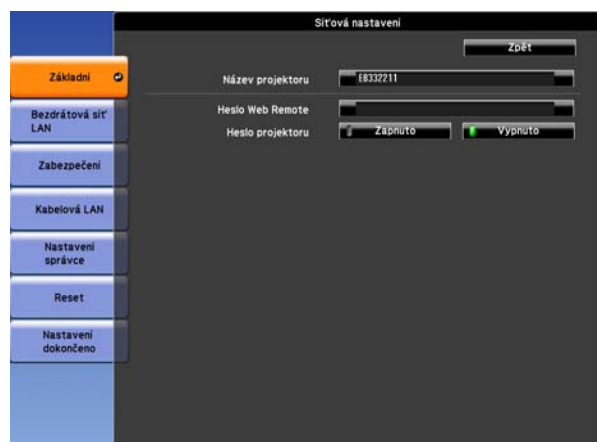 Síťová nastavení
Zpět
Základní
Název projektoru
EB332211
Bezdrátová síť
LAN
Heslo Web Remote
Heslo projektoru
Zapnuto
Vypnuto
Zabezpečení
Kabelová LAN
Nastavení
správce
Reset
Nastavení
dokončeno